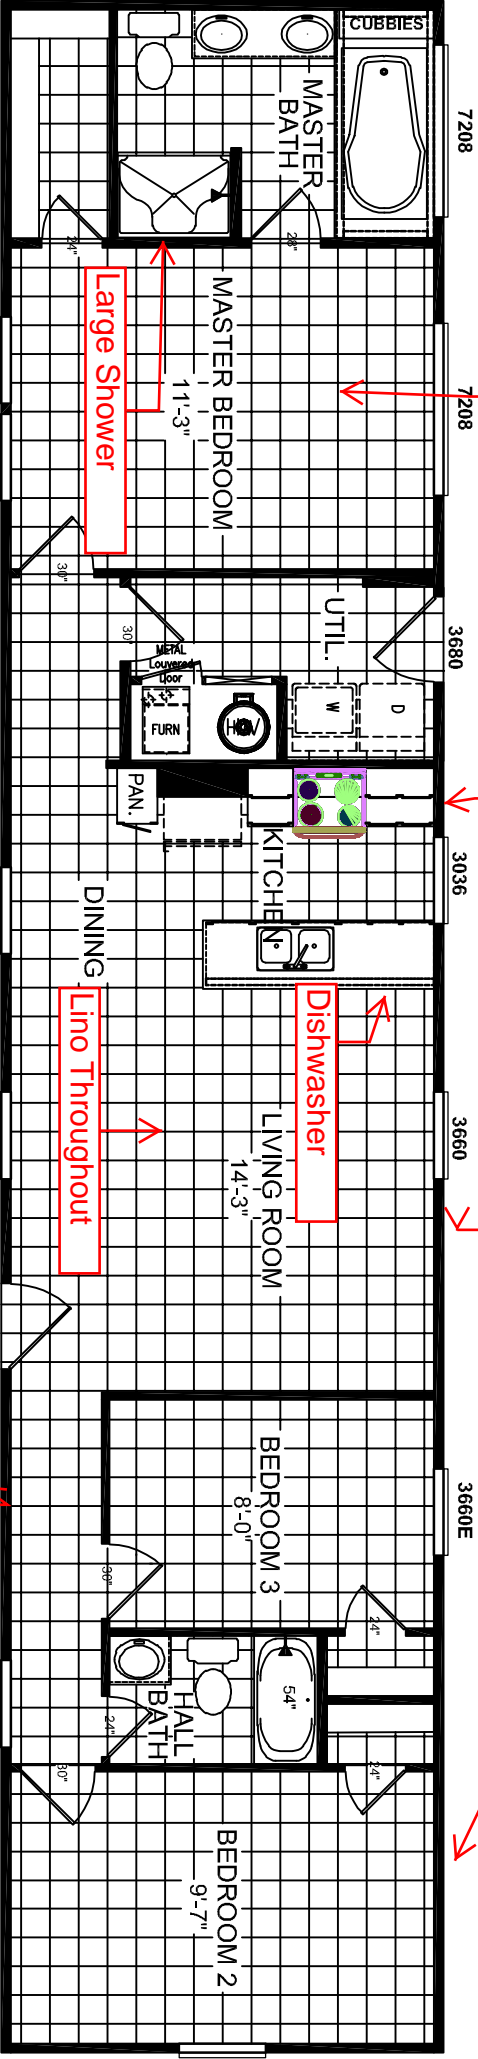 CUBBIES
7208
MASTER
BATH
28"
24"
Large Shower
MASTER BEDROOM
11'-3"
7208
30"
30"
UTIL.
3680
METAL
Louvered
Door
FURN
W
D
PAN.
KITCHEN
3036
DINING
Lino Throughout
Dishwasher
LIVING ROOM
14'-3"
3660
BEDROOM 3
8'-0"
3660E
30"
24"
54"
HALL
BATH
24"
30"
24"
BEDROOM 2
9'-7"